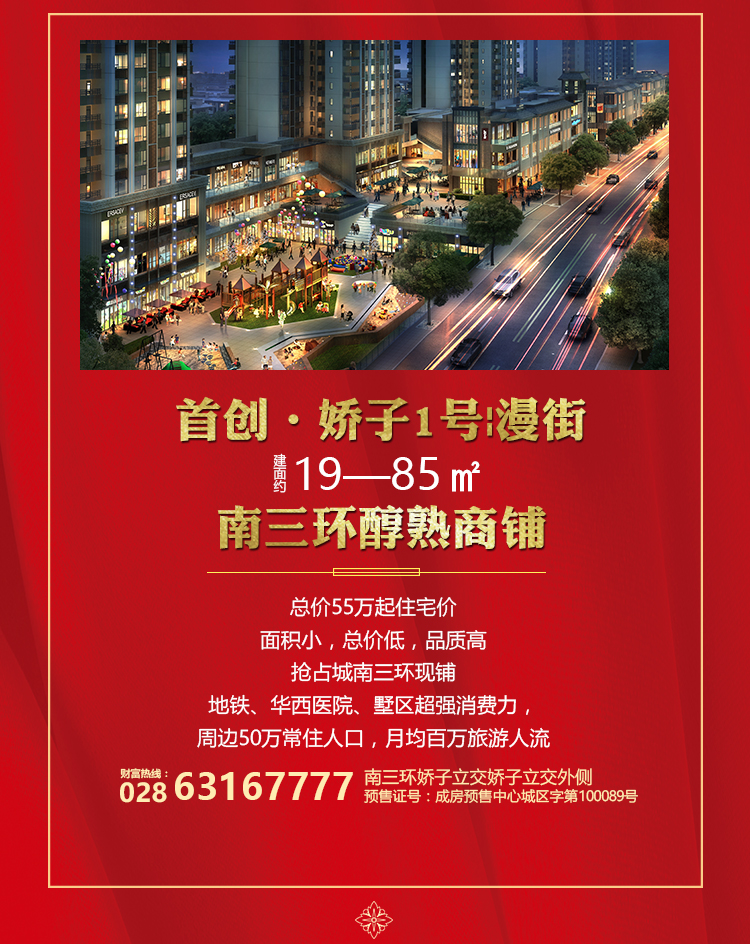 ERSACEV
ERSACEV
首创·娇子1号|漫街
建面约 19—85㎡
南三环醇熟商铺
总价55万起住宅价
面积小，总价低，品质高
抢占城南三环现铺
地铁、华西医院、墅区超强消费力，
周边50万常住人口，月均百万旅游人流
财富热线：
028 63167777
南三环娇子立交娇子立交外侧
预售证号：成房预售中心城区字第100089号